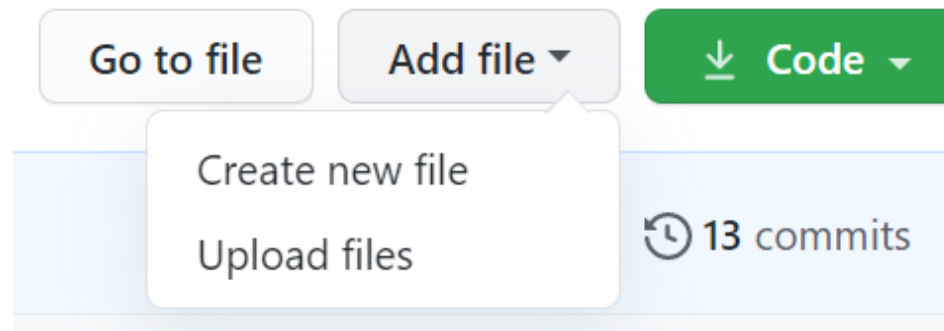 Go to file
Add file
Code
Create new file
Upload files
13 commits